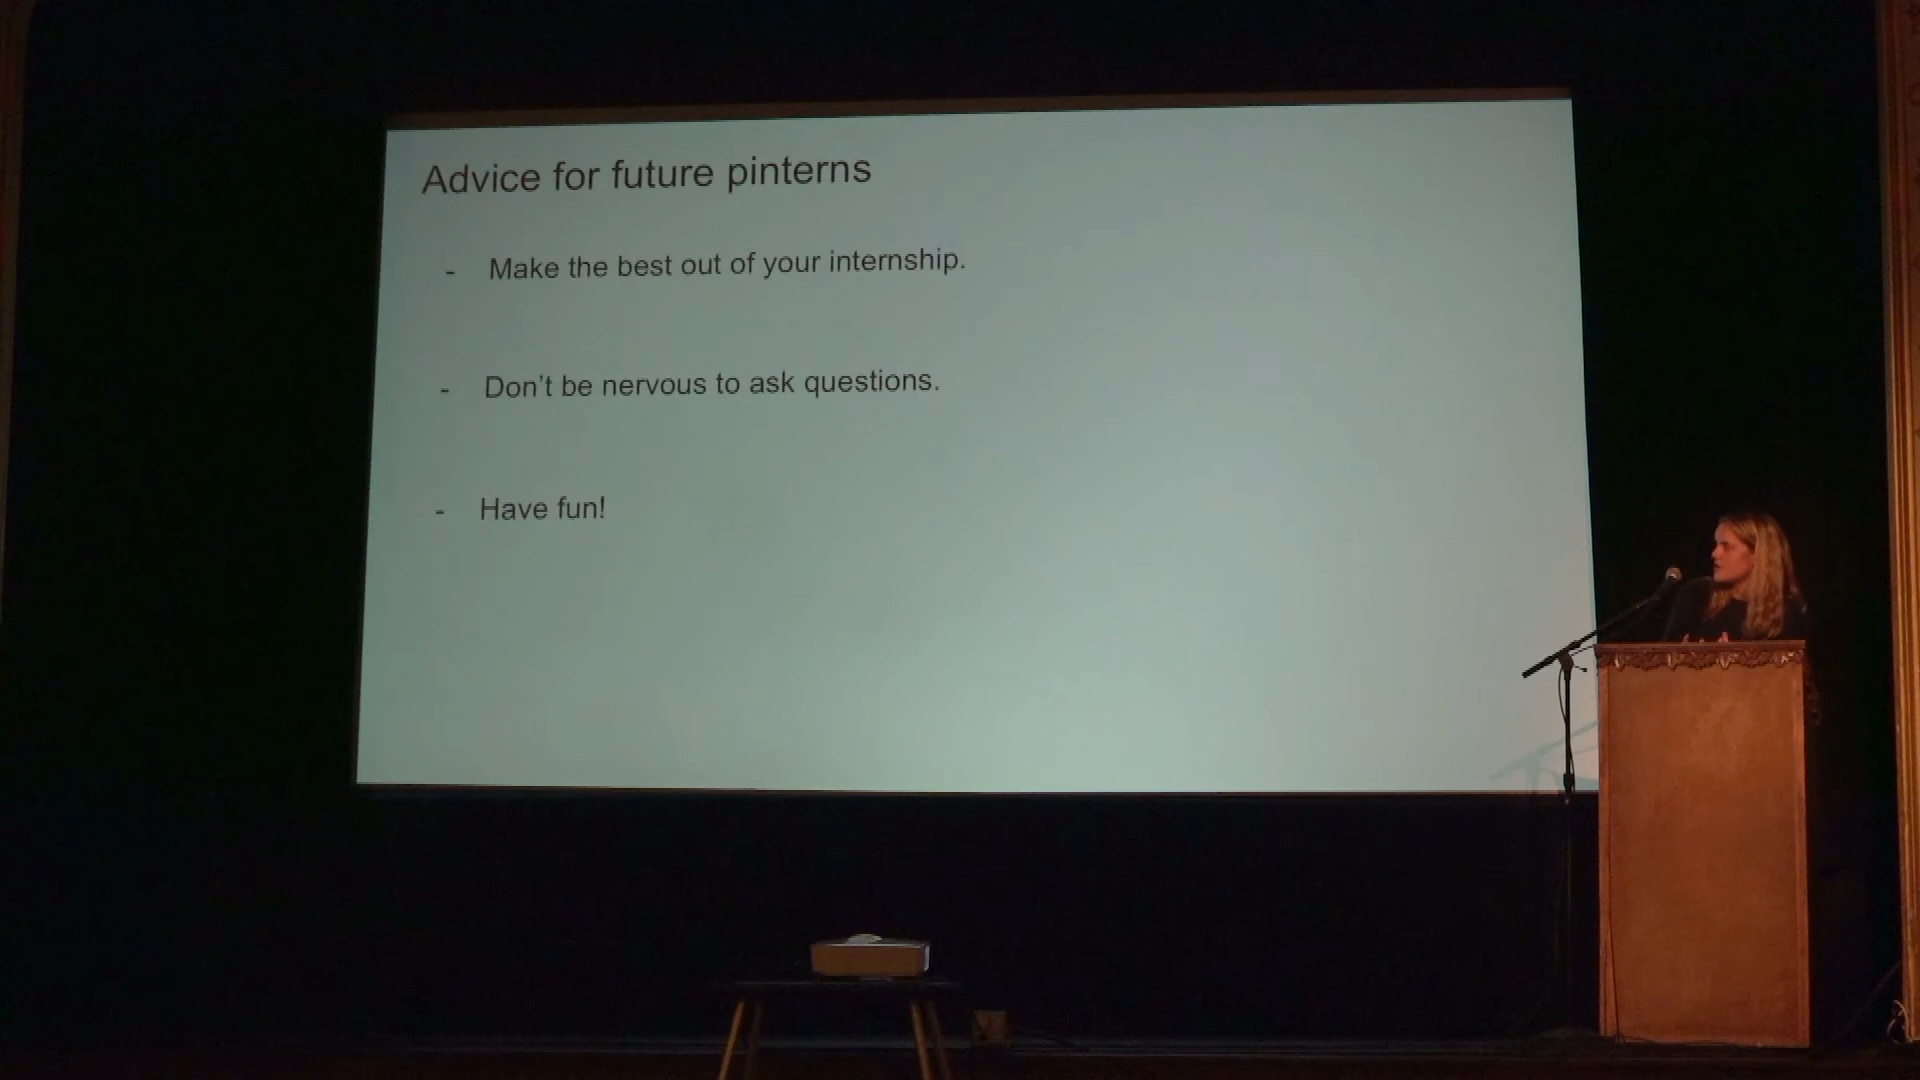 Advice for future pinterns
- Make the best out of your internship.
- Don't be nervous to ask questions.
- Have fun!